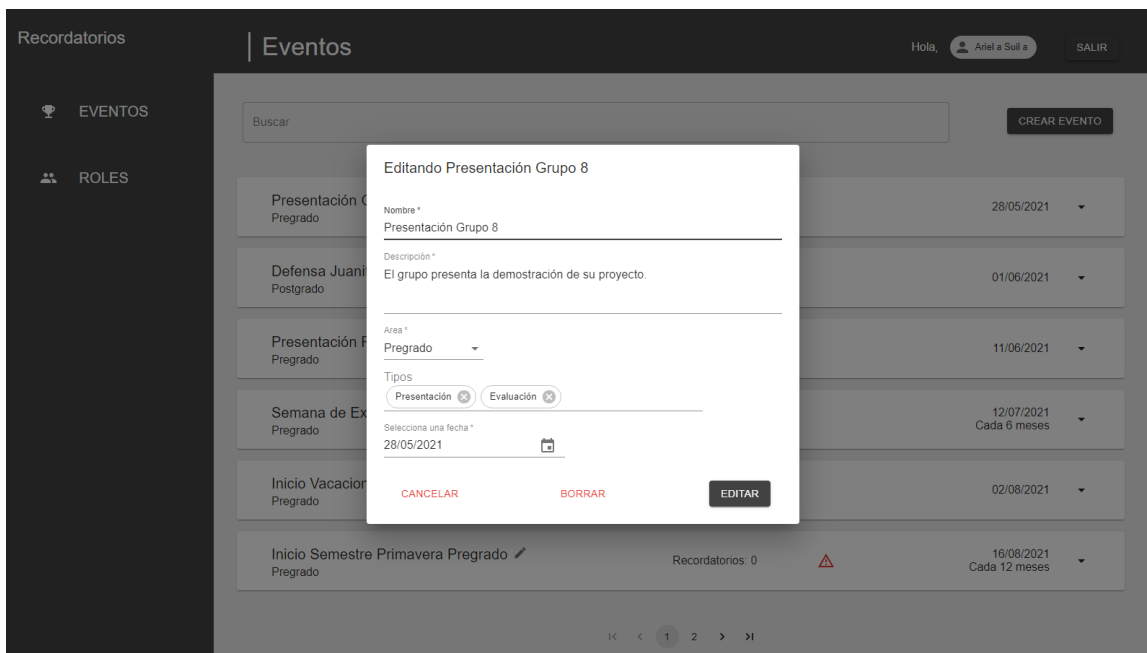 Recordatorios
Eventos
Hola,
Ariel a Suil a
SALIR
EVENTOS
ROLES
Buscar
CREAR EVENTO
Presentación
Pregrado
28/05/2021
Defensa Juani
Postgrado
01/06/2021
Presentación
Pregrado
11/06/2021
Semana de Ex
Pregrado
12/07/2021
Cada 6 meses
Inicio Vacacion
Pregrado
02/08/2021
Inicio Semestre Primavera Pregrado
Pregrado
Recordatorios: 0
16/08/2021
Cada 12 meses
1 2
Editando Presentación Grupo 8
Nombre *
Presentación Grupo 8
Descripción *
El grupo presenta la demostración de su proyecto.
Area *
Pregrado
Tipos
Presentación Evaluación
Selecciona una fecha *
28/05/2021
CANCELAR BORRAR EDITAR